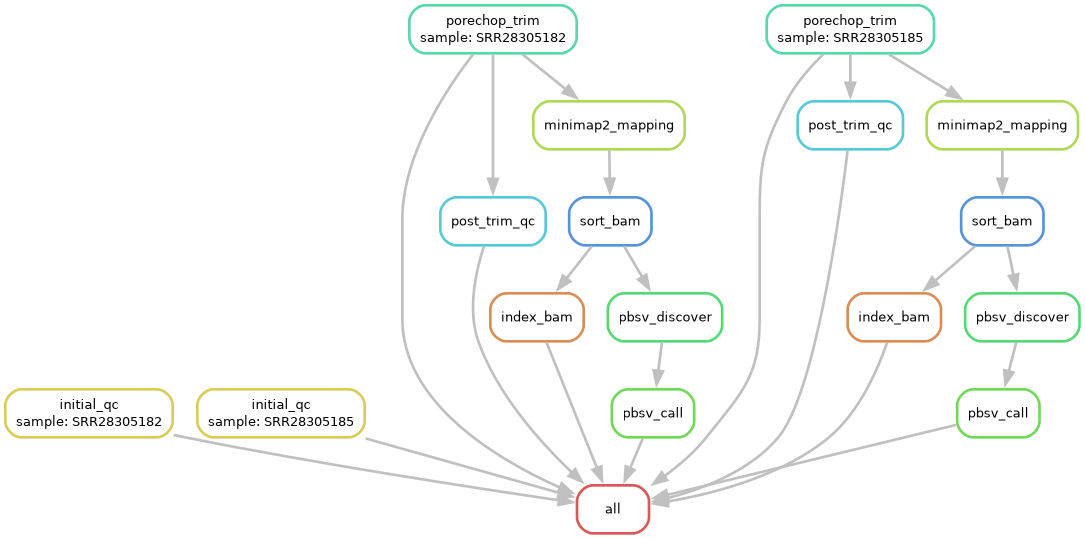 porechop_trim
sample: SRR28305182
porechop_trim
sample: SRR28305185
minimap2_mapping
post_trim_qc
minimap2_mapping
post_trim_qc
sort_bam
sort_bam
index_bam
pbsv_discover
index_bam
pbsv_discover
initial_qc
sample: SRR28305182
initial_qc
sample: SRR28305185
pbsv_call
pbsv_call
all